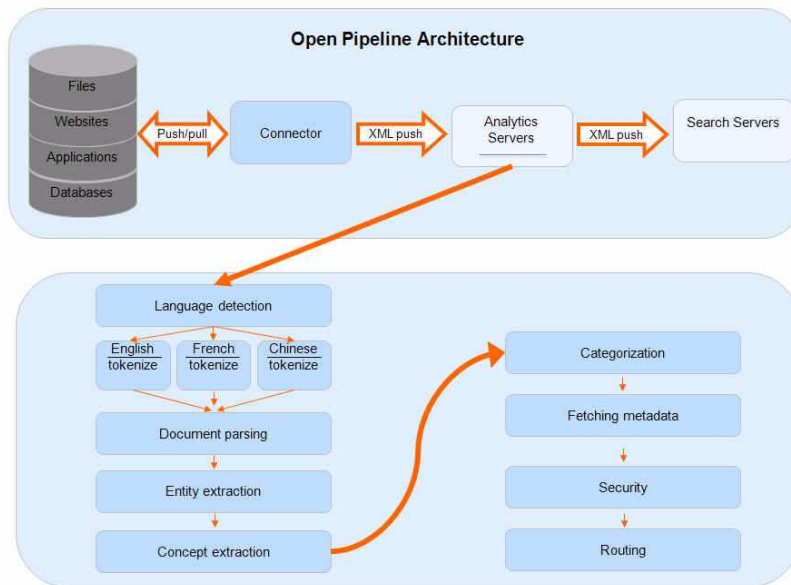 Open Pipeline Architecture
Files
Websites
Applications
Databases
Push/pull
Connector
XML push
Analytics
Servers
XML push
Search Servers
Language detection
English
tokenize
French
tokenize
Chinese
tokenize
Document parsing
Entity extraction
Concept extraction
Categorization
Fetching metadata
Security
Routing